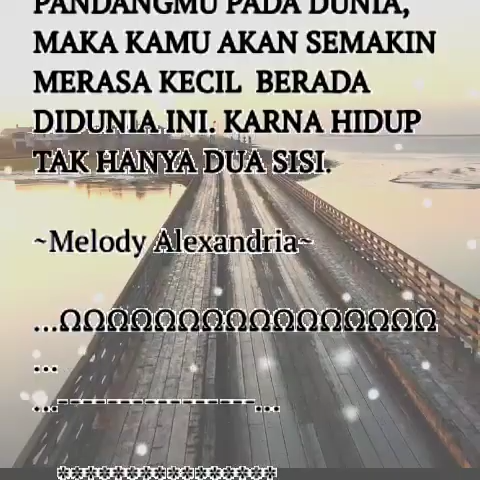 PANDANGMU PADA DUNIA,
MAKA KAMU AKAN SEMAKIN
MERASA KECIL BERADA
DIDUNIA INI. KARNA HIDUP
TAK HANYA DUA SISI.
~Melody Alexandria~
...ΩΩΩΩΩΩΩΩΩΩΩΩΩΩΩΩ
...
...-----------------...
****************